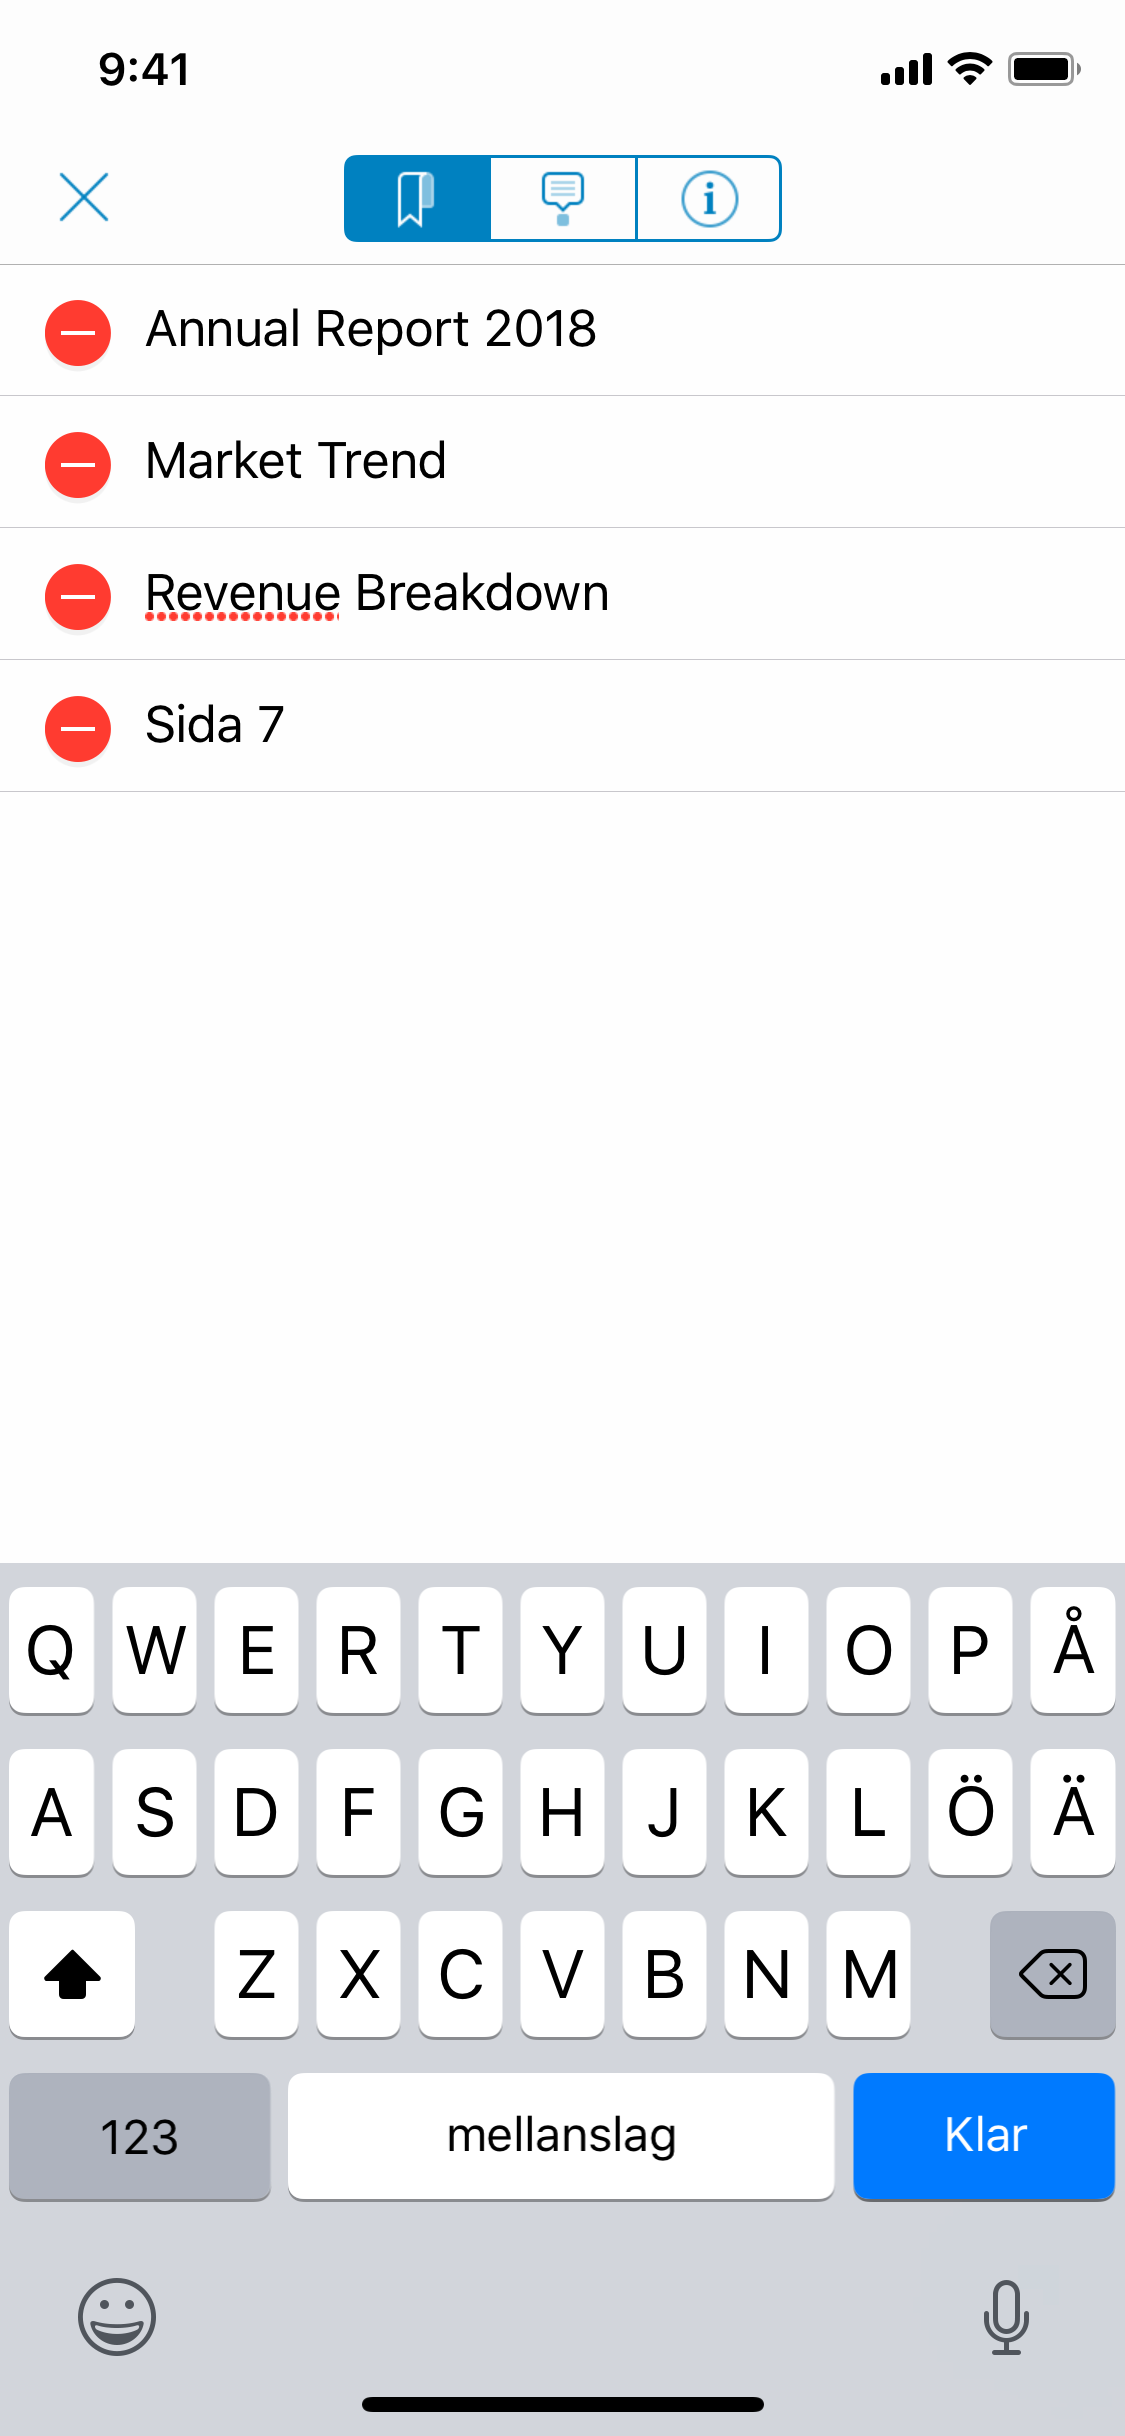 9:41
Annual Report 2018
Market Trend
Revenue Breakdown
Sida 7
Q W E R T Y U I O P Å
A S D F G H J K L Ö Ä
Z X C V B N M
123 mellanslag Klar